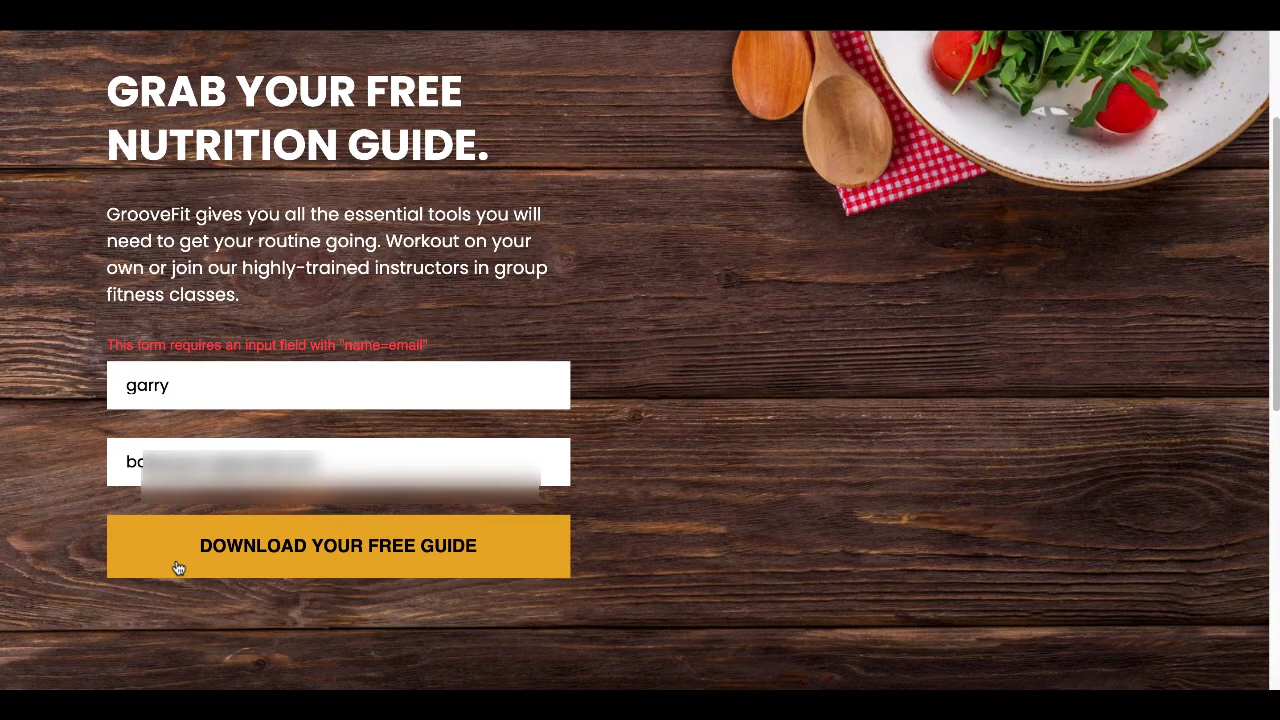 GRAB YOUR FREE
NUTRITION GUIDE.
GrooveFit gives you all the essential tools you will
need to get your routine going. Workout on your
own or join our highly-trained instructors in group
fitness classes.
This form requires an input field with "name=email"
garry
DOWNLOAD YOUR FREE GUIDE